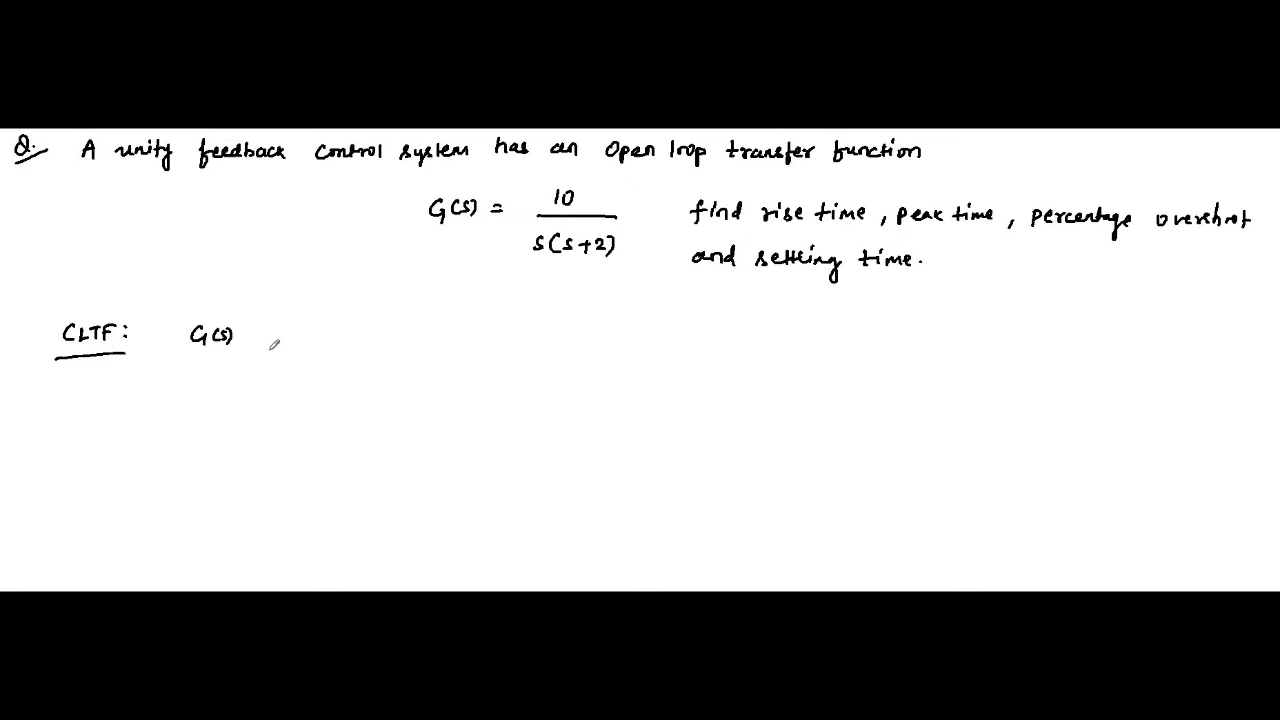 Q. A unity feedback control system has an open loop transfer function
G(s) = 10 / s(s+2) find rise time, peak time, percentage overshoot
and settling time.
CLTF: G(s)